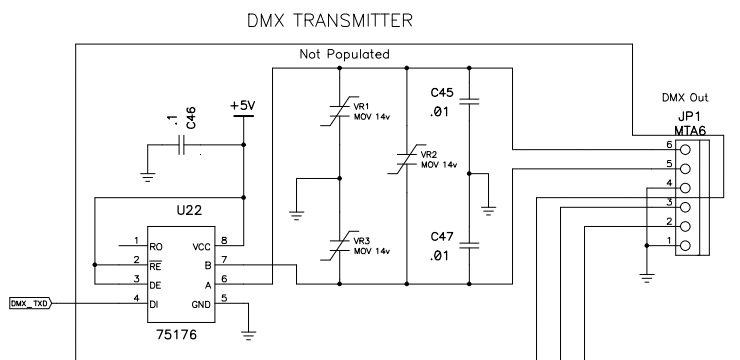 DMX TRANSMITTER
Not Populated
DMX Out
JP1
MTA6
+5V
.1
C46
VR1
MOV 14v
C45
.01
VR2
MOV 14v
VR3
MOV 14v
C47
.01
6
5
4
3
2
1
U22
1 RO VCC 8
2 RE B 7
3 DE A 6
4 DI GND 5
DMX_TXD
75176